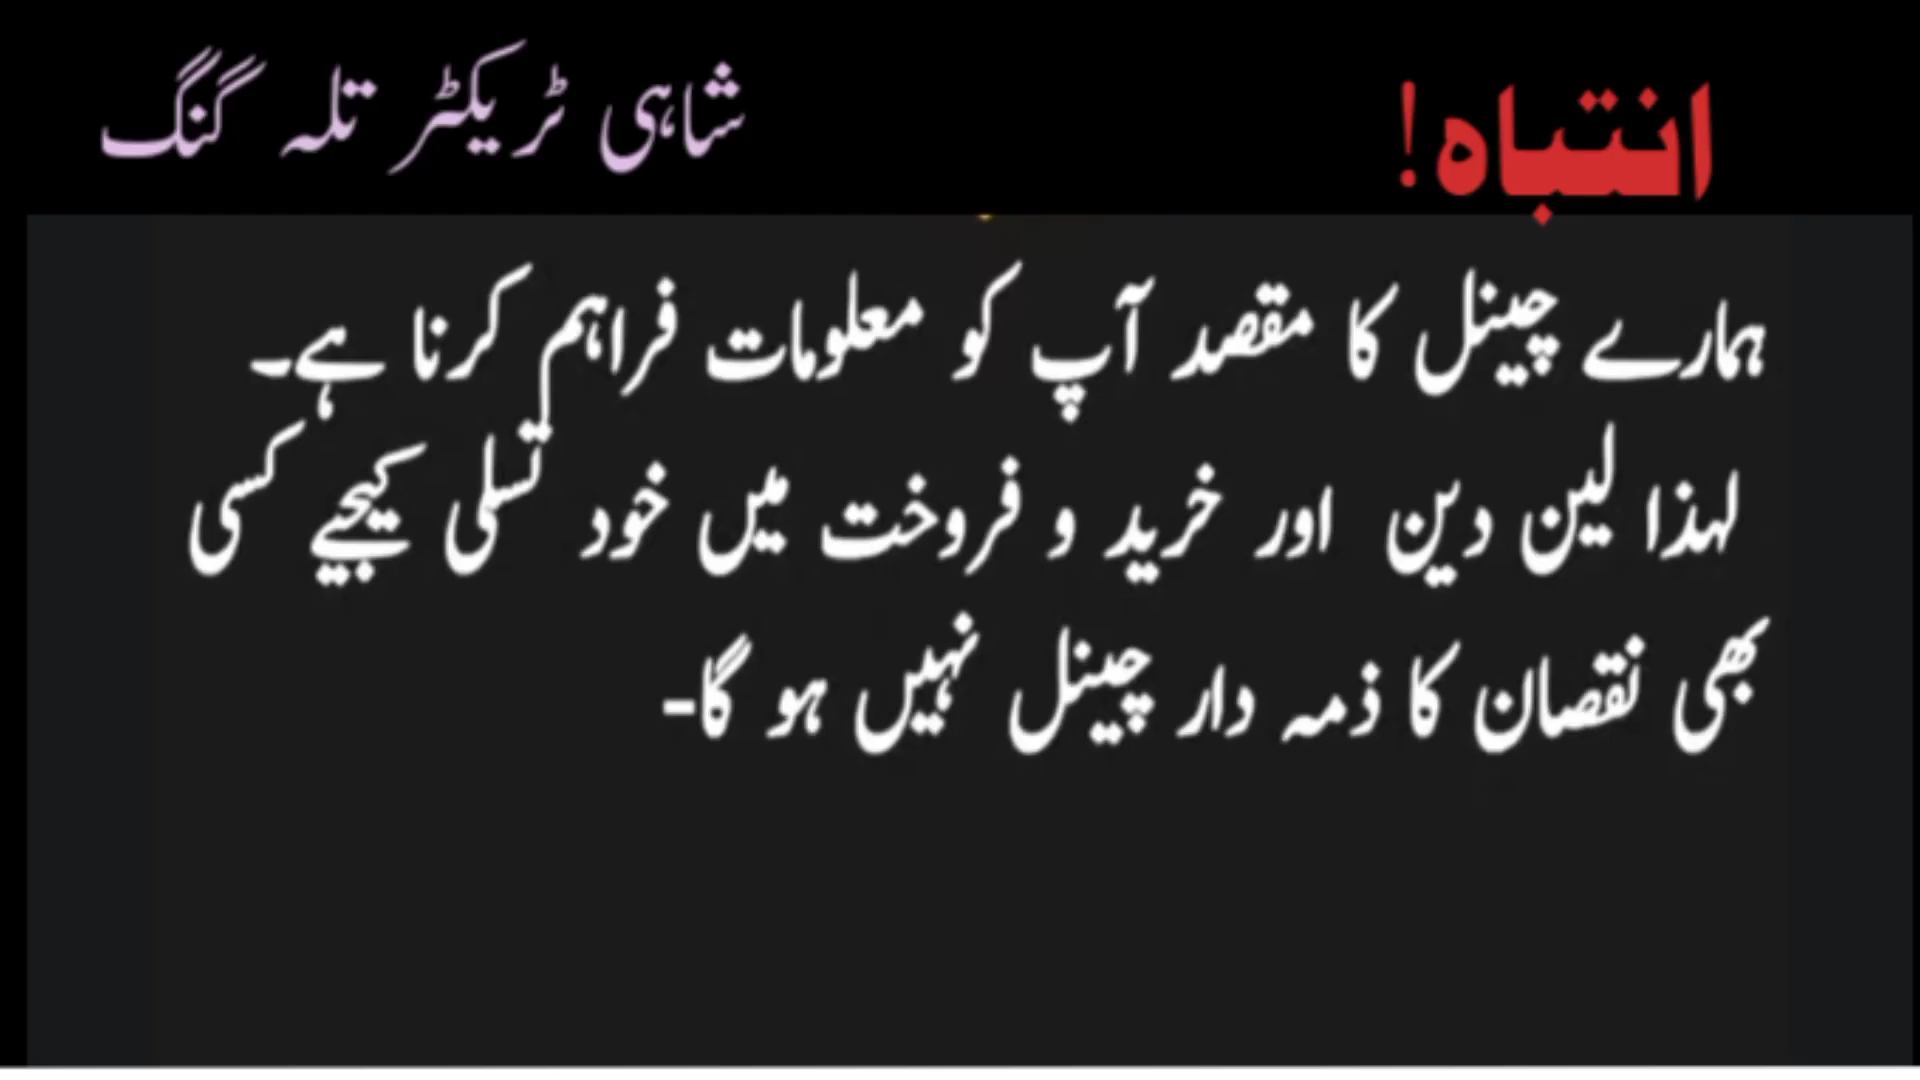 انتباہ!
شاہی ٹریکٹر تلہ گنگ
ہمارے چینل کا مقصد آپ کو معلومات فراہم کرنا ہے۔
لہذا لین دین اور خرید و فروخت میں خود تسلی کیجیے کسی
بھی نقصان کا ذمہ دار چینل نہیں ہو گا-